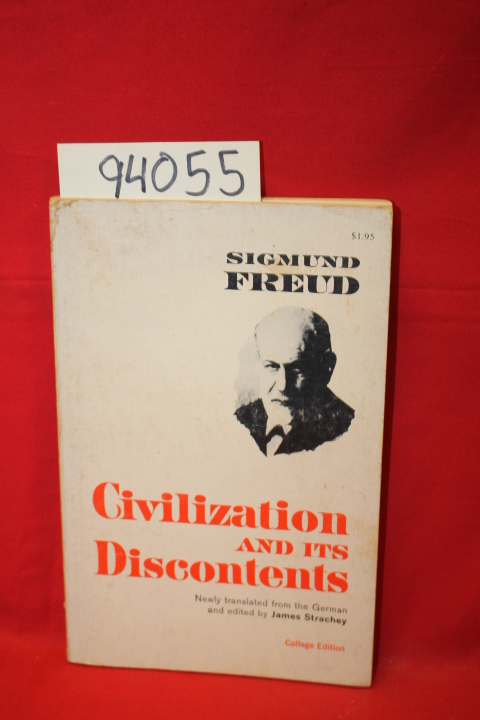 94055
$1.95
SIGMUND
FREUD
Civilization
AND ITS
Discontents
Newly translated from the German
and edited by James Strachey
College Edition